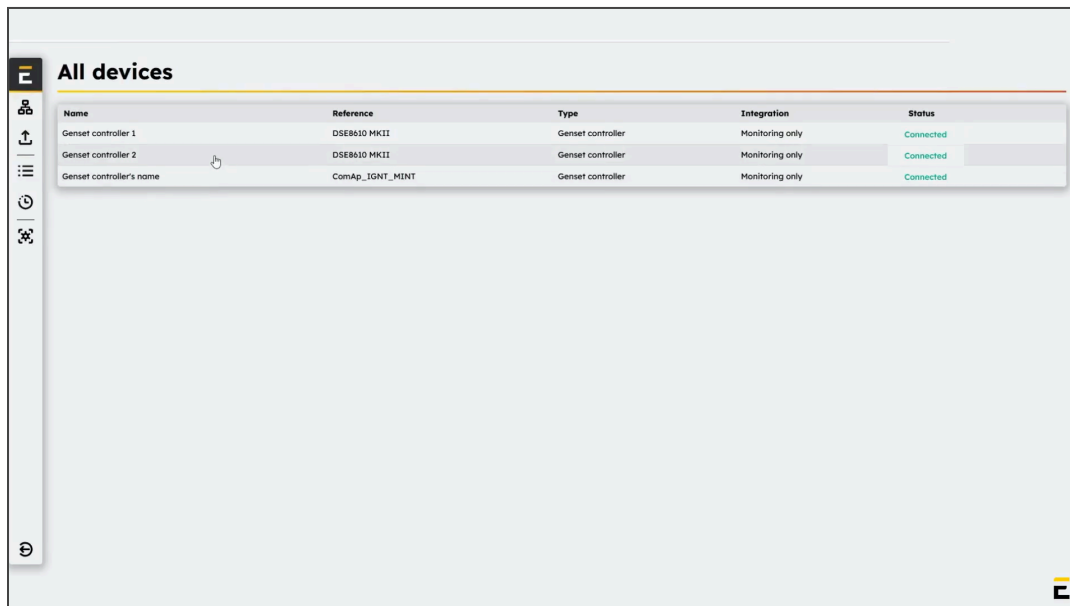 All devices
Name Reference Type Integration Status
Genset controller 1 DSE8610 MKII Genset controller Monitoring only Connected
Genset controller 2 DSE8610 MKII Genset controller Monitoring only Connected
Genset controller's name ComAp_IGNT_MINT Genset controller Monitoring only Connected